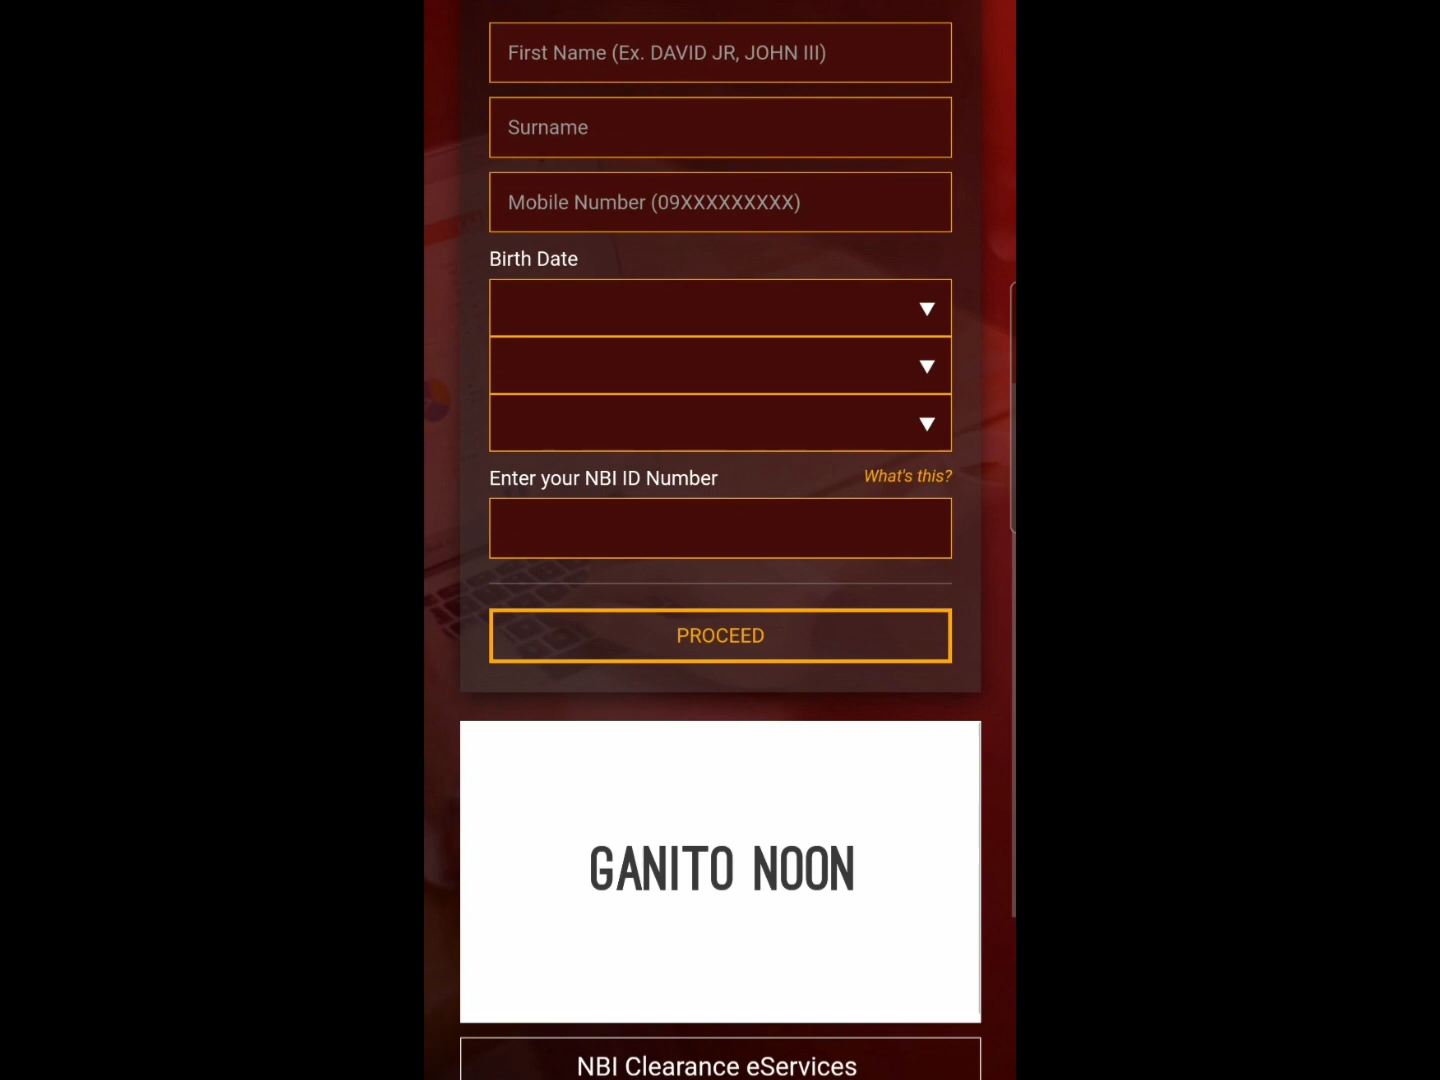 First Name (Ex. DAVID JR, JOHN III)
Surname
Mobile Number (09XXXXXXXXX)
Birth Date
Enter your NBI ID Number What's this?
PROCEED
GANITO NOON
NBI Clearance eServices